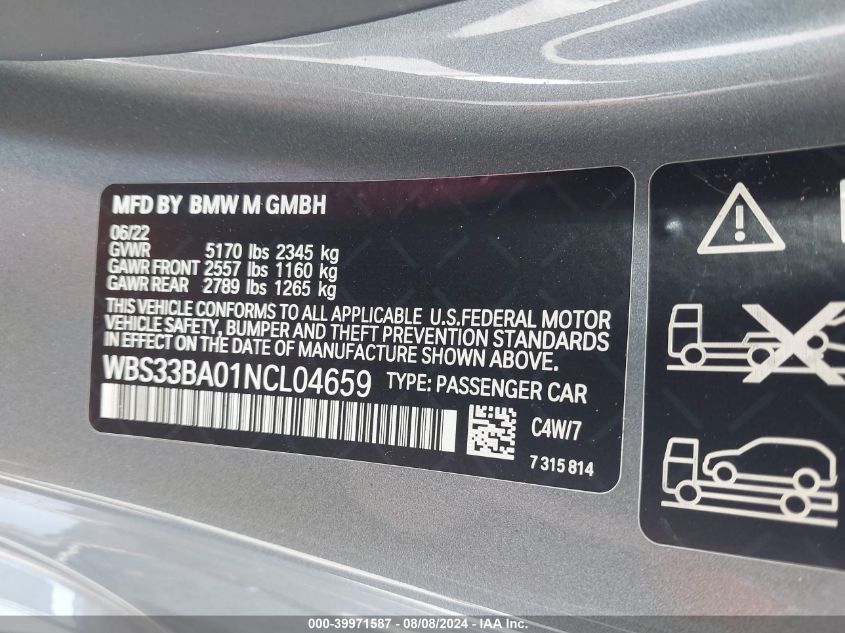 MFD BY BMW M GMBH
06/22
GVWR 5170 lbs 2345 kg
GAWR FRONT 2557 lbs 1160 kg
GAWR REAR 2789 lbs 1265 kg
THIS VEHICLE CONFORMS TO ALL APPLICABLE U.S.FEDERAL MOTOR
VEHICLE SAFETY, BUMPER AND THEFT PREVENTION STANDARDS
IN EFFECT ON THE DATE OF MANUFACTURE SHOWN ABOVE.
WBS33BA01NCL04659 TYPE: PASSENGER CAR
C4W/7
7 315 814
000-39971587 - 08/08/2024 - IAA Inc.